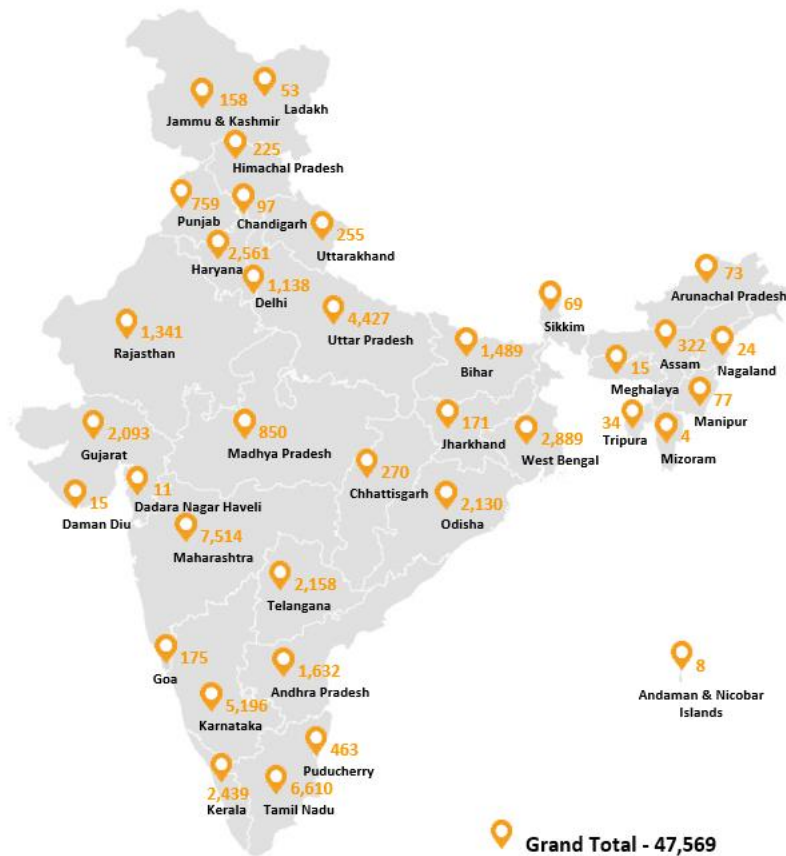 53
Ladakh
158
Jammu & Kashmir
225
Himachal Pradesh
759
Punjab
97
Chandigarh
255
Uttarakhand
2,561
Haryana
1,138
Delhi
73
Arunachal Pradesh
69
Sikkim
1,341
Rajasthan
4,427
Uttar Pradesh
1,489
Bihar
322
Assam
24
Nagaland
15
Meghalaya
77
Manipur
34
Tripura
4
Mizoram
2,093
Gujarat
850
Madhya Pradesh
171
Jharkhand
2,889
West Bengal
270
Chhattisgarh
15
Daman Diu
11
Dadara Nagar Haveli
2,130
Odisha
7,514
Maharashtra
2,158
Telangana
175
Goa
1,632
Andhra Pradesh
8
Andaman & Nicobar
Islands
5,196
Karnataka
463
Puducherry
2,439
Kerala
6,610
Tamil Nadu
Grand Total - 47,569